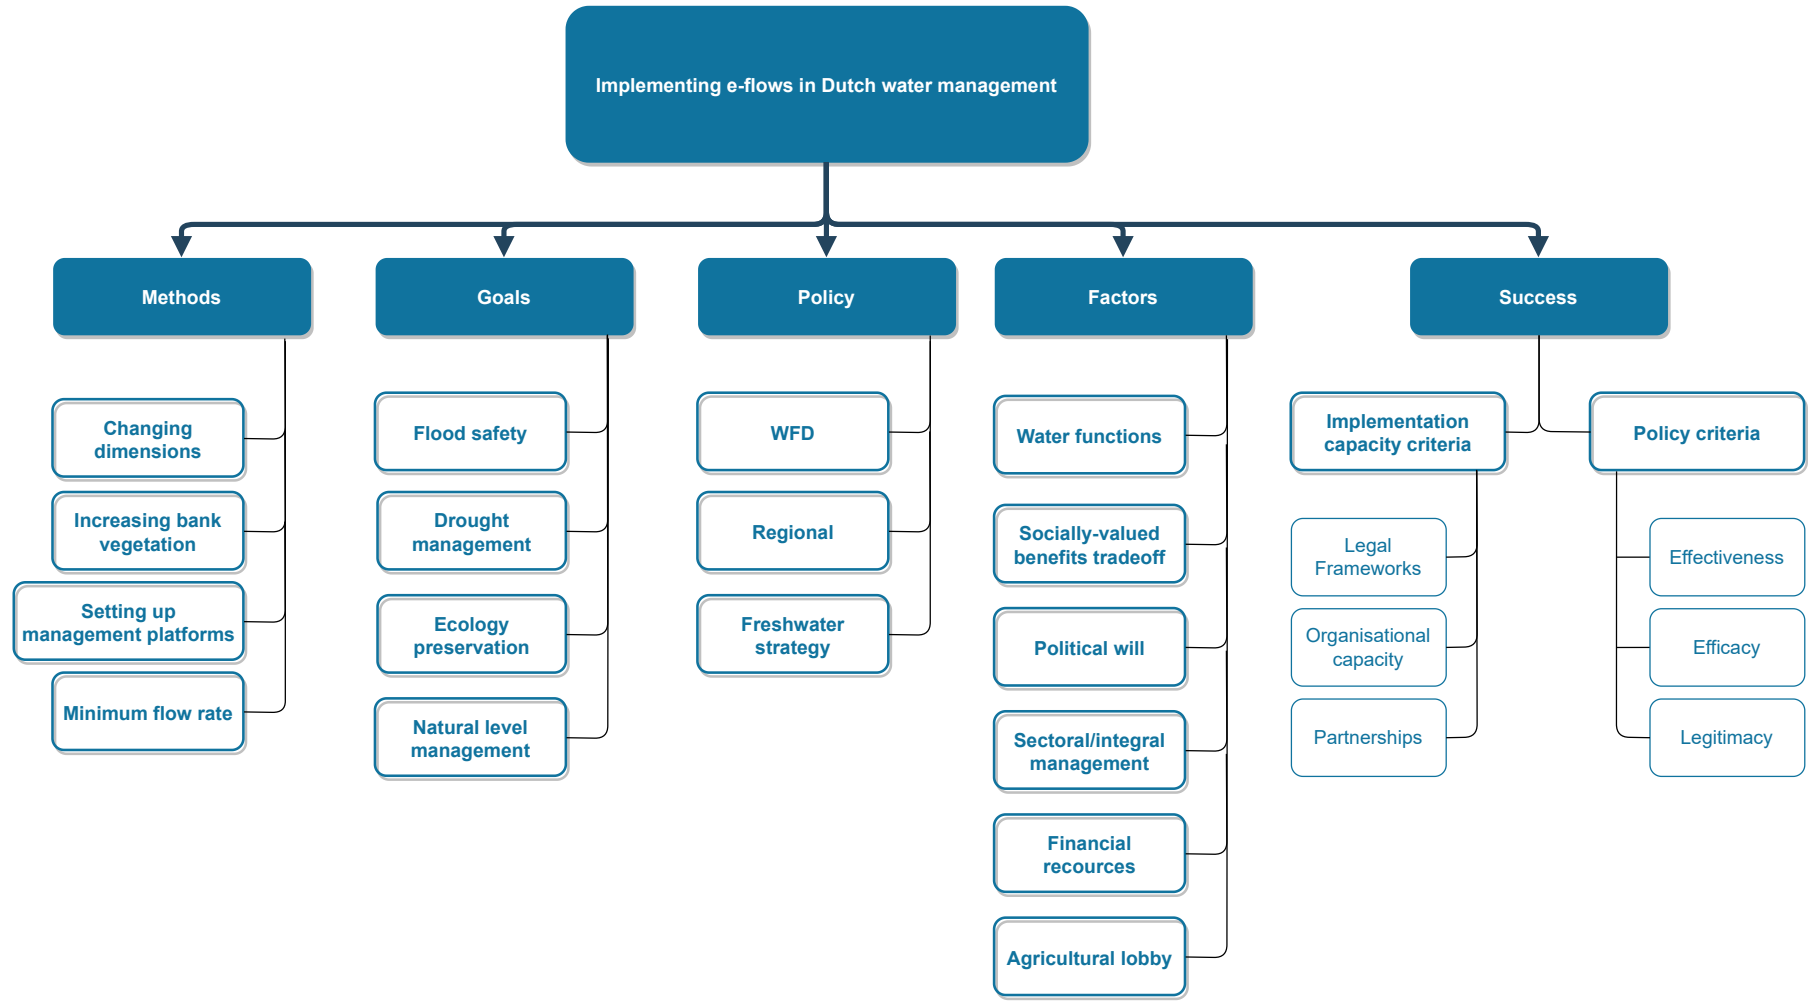 Implementing e-flows in Dutch water management
Methods
Goals
Policy
Factors
Success
Changing
dimensions
Increasing bank
vegetation
Setting up
management platforms
Minimum flow rate
Flood safety
Drought
management
Ecology
preservation
Natural level
management
WFD
Regional
Freshwater
strategy
Water functions
Socially-valued
benefits tradeoff
Political will
Sectoral/integral
management
Financial
recources
Agricultural lobby
Implementation
capacity criteria
Legal
Frameworks
Organisational
capacity
Partnerships
Policy criteria
Effectiveness
Efficacy
Legitimacy